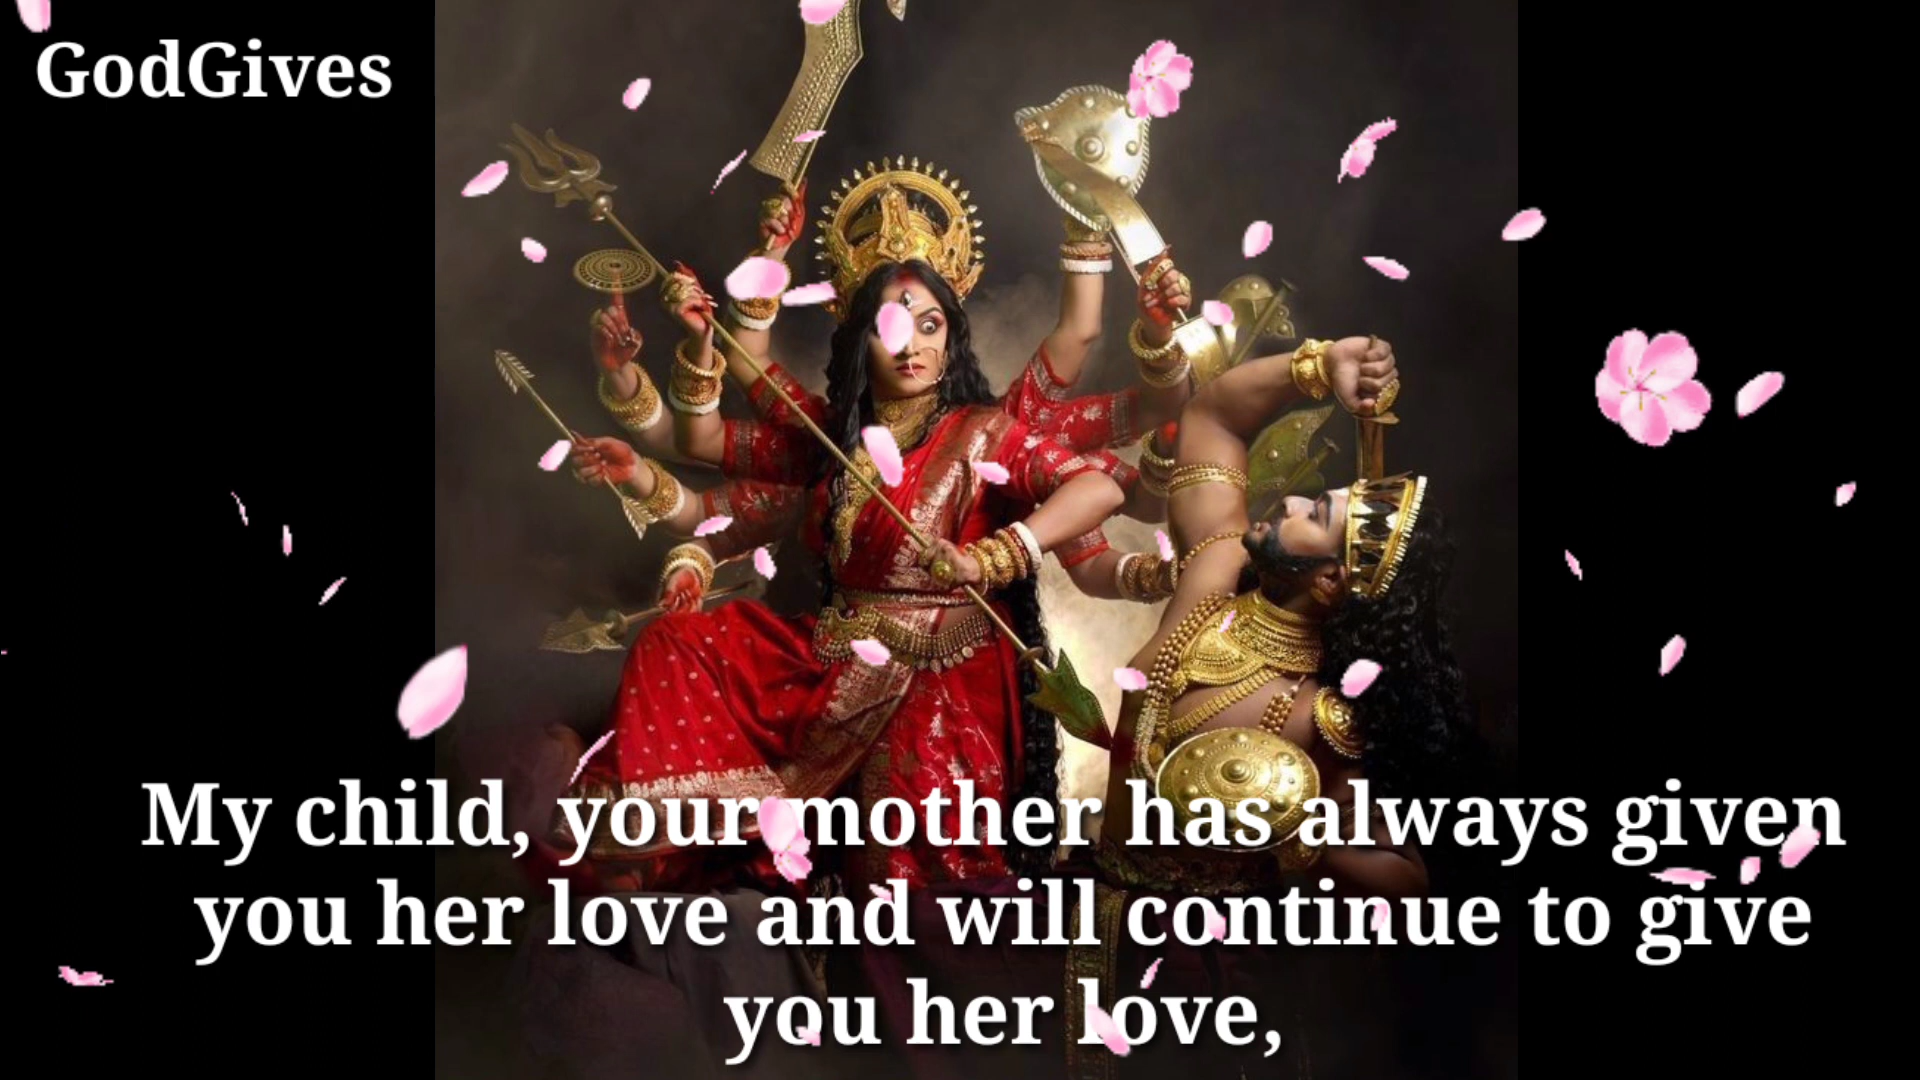 GodGives
My child, your mother has always given
you her love and will continue to give
you her love,